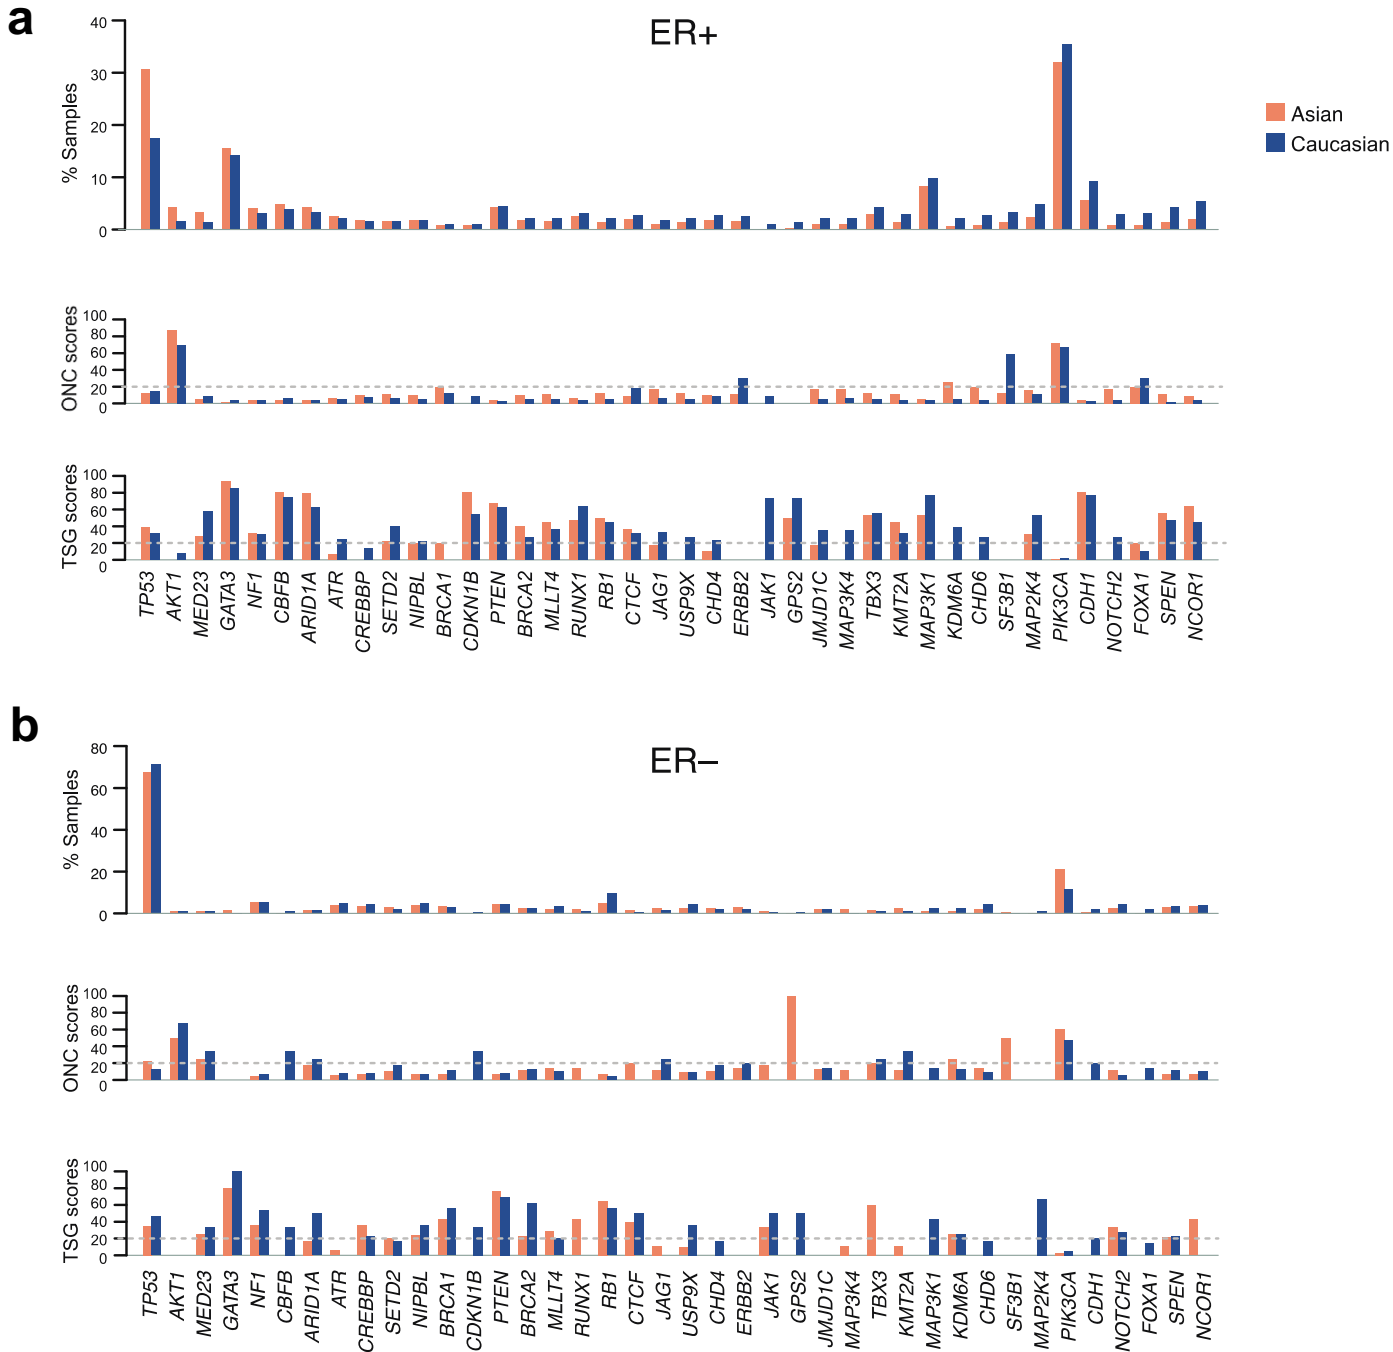 a
ER+
Asian
Caucasian
% Samples
40
30
20
10
0
ONC scores
100
80
60
40
20
0
TSG scores
100
80
60
40
20
0
TP53
AKT1
MED23
GATA3
NF1
CBFB
ARID1A
ATR
CREBBP
SETD2
NIPBL
BRCA1
CDKN1B
PTEN
BRCA2
MLLT4
RUNX1
RB1
CTCF
JAG1
USP9X
CHD4
ERBB2
JAK1
GPS2
JMJD1C
MAP3K4
TBX3
KMT2A
MAP3K1
KDM6A
CHD6
SF3B1
MAP2K4
PIK3CA
CDH1
NOTCH2
FOXA1
SPEN
NCOR1
b
ER–
% Samples
80
60
40
20
0
ONC scores
100
80
60
40
20
0
TSG scores
100
80
60
40
20
0
TP53
AKT1
MED23
GATA3
NF1
CBFB
ARID1A
ATR
CREBBP
SETD2
NIPBL
BRCA1
CDKN1B
PTEN
BRCA2
MLLT4
RUNX1
RB1
CTCF
JAG1
USP9X
CHD4
ERBB2
JAK1
GPS2
JMJD1C
MAP3K4
TBX3
KMT2A
MAP3K1
KDM6A
CHD6
SF3B1
MAP2K4
PIK3CA
CDH1
NOTCH2
FOXA1
SPEN
NCOR1